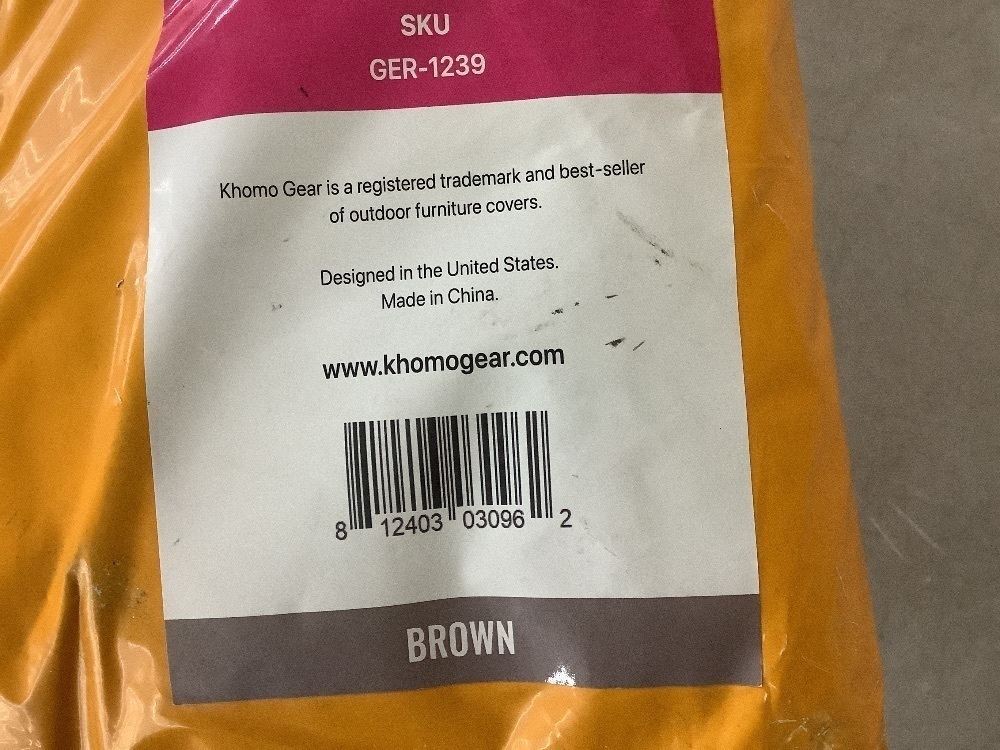 SKU
GER-1239
Khomo Gear is a registered trademark and best-seller
of outdoor furniture covers.
Designed in the United States.
Made in China.
www.khomogear.com
8 12403 03096 2
BROWN